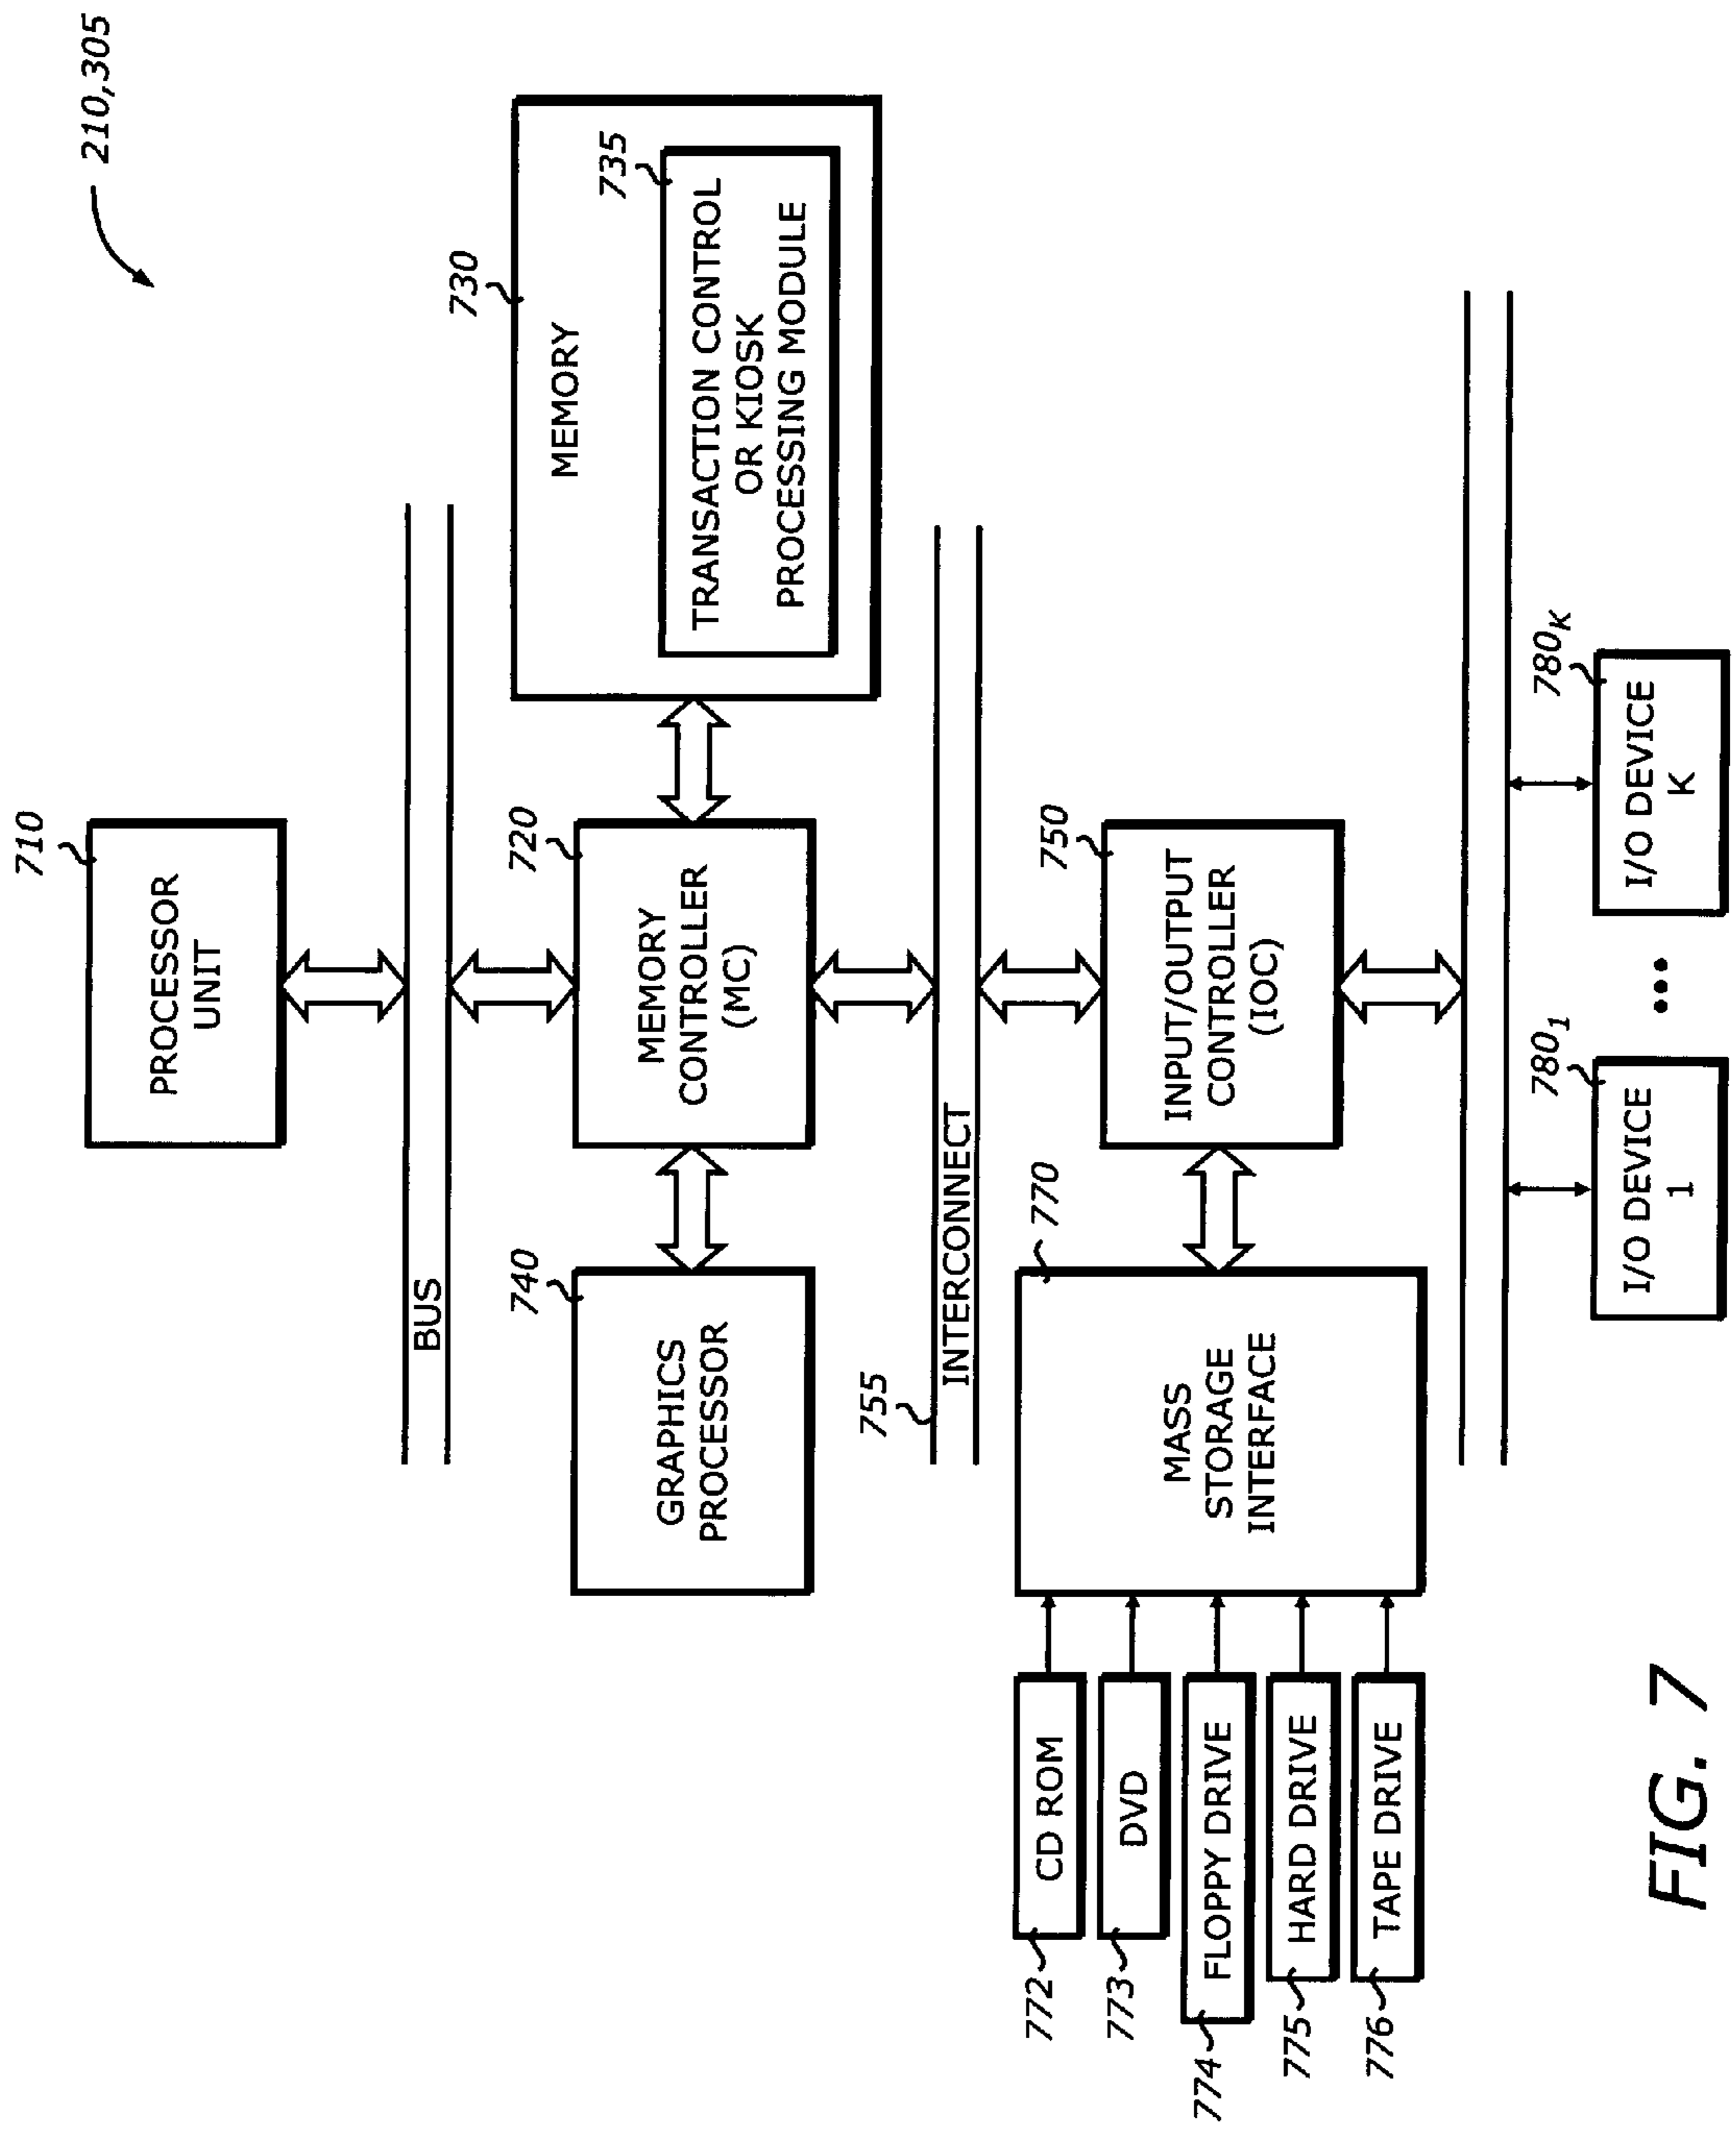 210,305
710
PROCESSOR
UNIT
BUS
740
GRAPHICS
PROCESSOR
720
MEMORY
CONTROLLER
(MC)
730
MEMORY
735
TRANSACTION CONTROL
OR KIOSK
PROCESSING MODULE
755
INTERCONNECT
772
CD ROM
773
DVD
774
FLOPPY DRIVE
775
HARD DRIVE
776
TAPE DRIVE
770
MASS
STORAGE
INTERFACE
750
INPUT/OUTPUT
CONTROLLER
(IOC)
780₁
I/O DEVICE
1
•••
780K
I/O DEVICE
K
FIG. 7